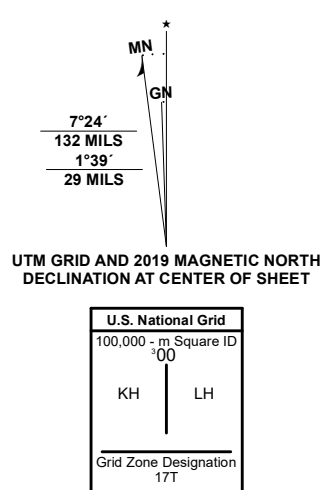 ★
MN
GN
7°24´
132 MILS
1°39´
29 MILS
UTM GRID AND 2019 MAGNETIC NORTH
DECLINATION AT CENTER OF SHEET
U.S. National Grid
100,000 - m Square ID
³00
KH LH
Grid Zone Designation
17T